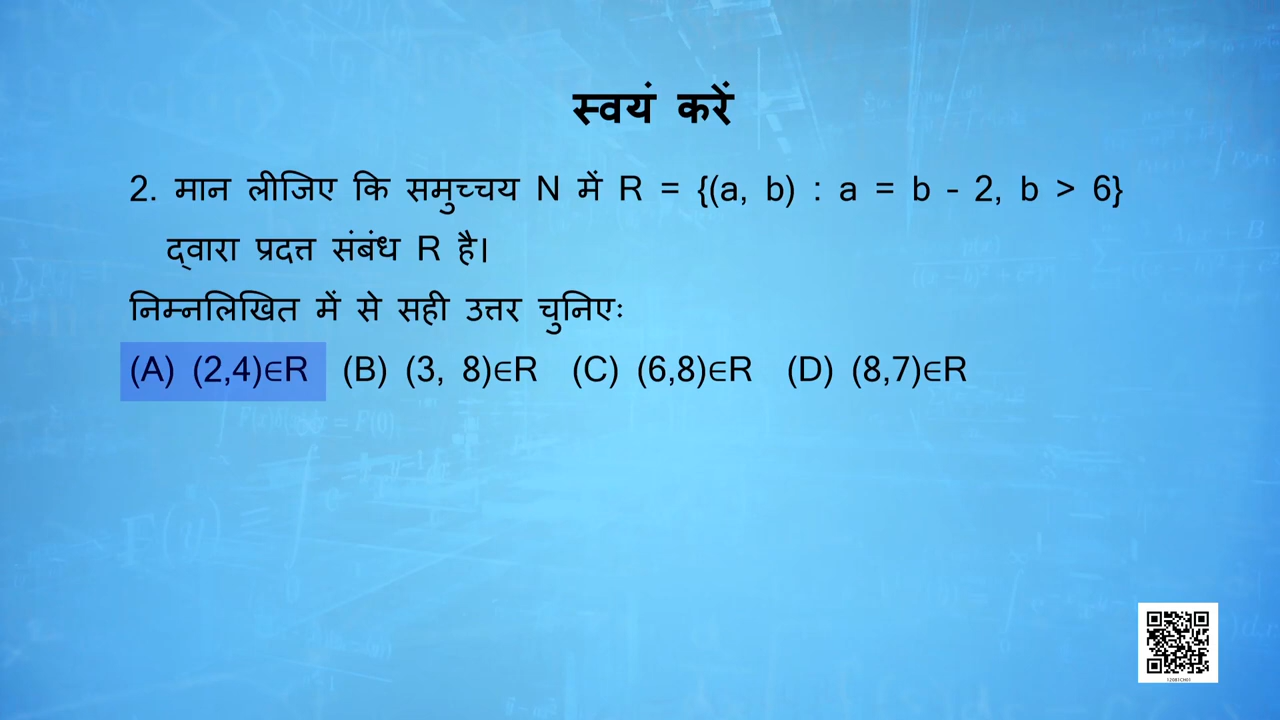 स्वयं करें
2. मान लीजिए कि समुच्चय N में R = {(a, b) : a = b - 2, b > 6}
द्वारा प्रदत्त संबंध R है।
निम्नलिखित में से सही उत्तर चुनिएः
(A) (2,4)∈R (B) (3, 8)∈R (C) (6,8)∈R (D) (8,7)∈R
12081CH01